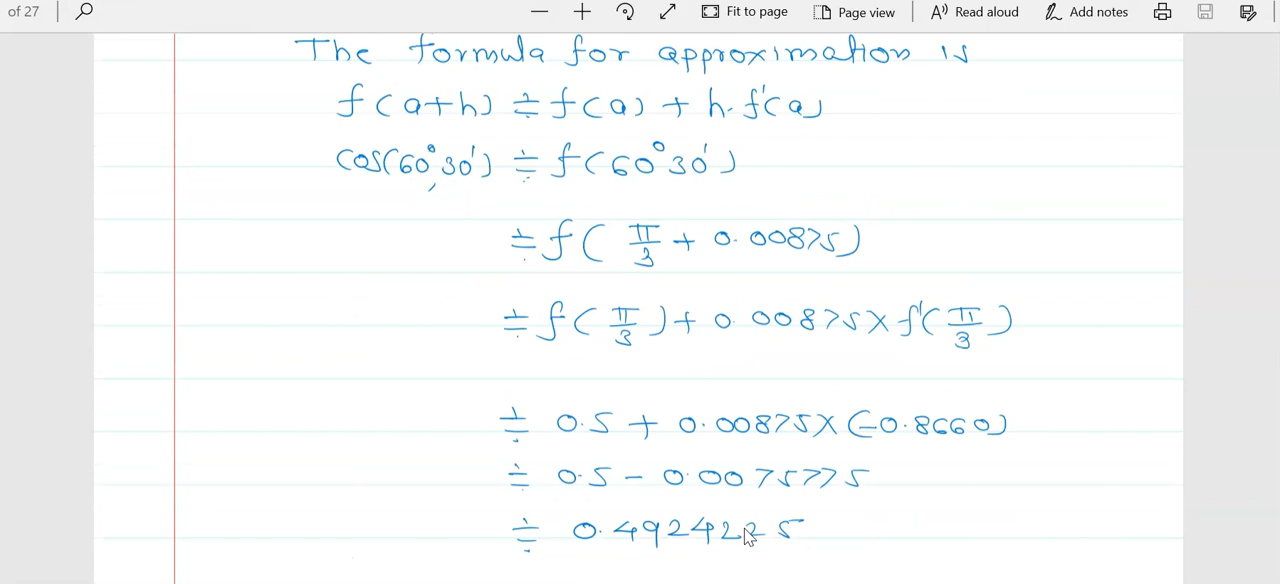 of 27 Fit to page Page view Read aloud Add notes
The formula for approximation is
f(a+h) ≑ f(a) + h. f'(a)
cos(60°,30') ≑ f(60°30')
≑ f(π/3 + 0.00875)
≑ f(π/3) + 0.00875 × f'(π/3)
≑ 0.5 + 0.00875 × (-0.8660)
≑ 0.5 - 0.0075775
≑ 0.4924225